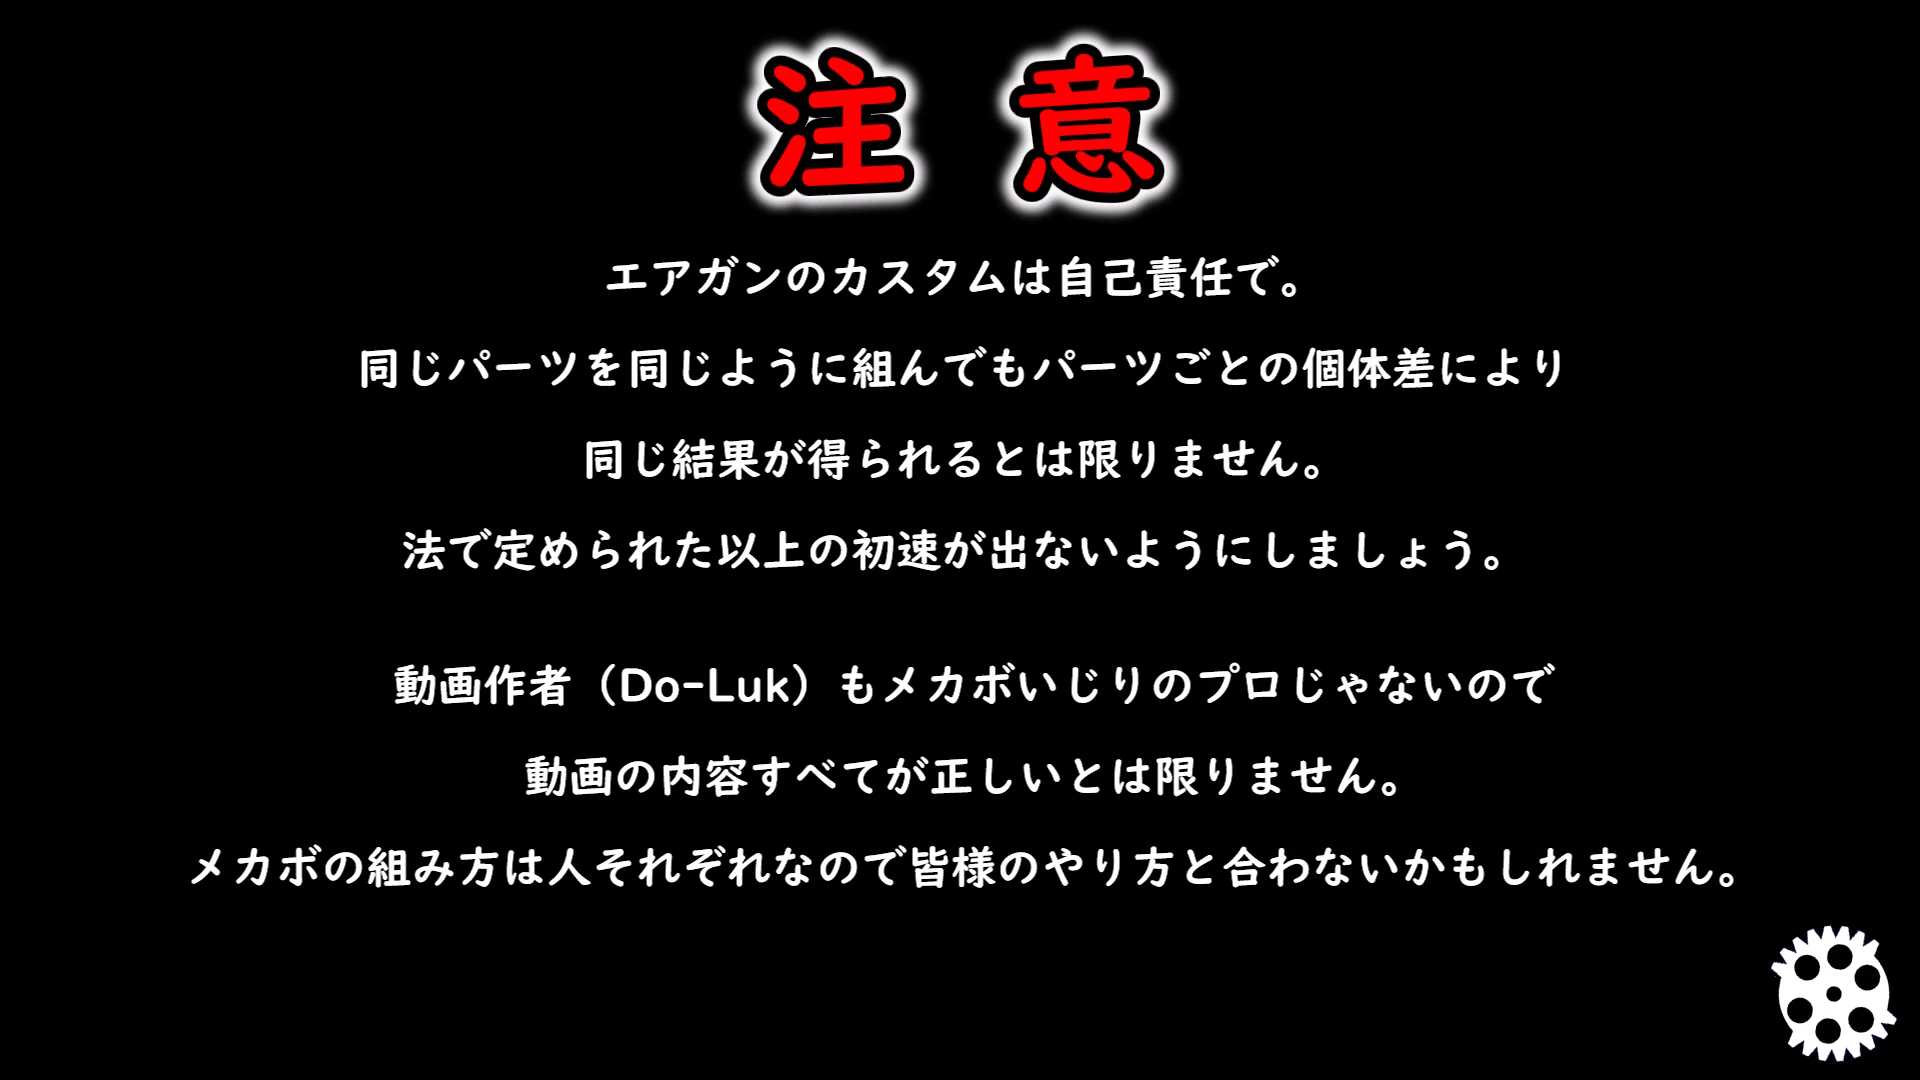 注意
エアガンのカスタムは自己責任で。
同じパーツを同じように組んでもパーツごとの個体差により
同じ結果が得られるとは限りません。
法で定められた以上の初速が出ないようにしましょう。
動画作者（Do-Luk）もメカボいじりのプロじゃないので
動画の内容すべてが正しいとは限りません。
メカボの組み方は人それぞれなので皆様のやり方と合わないかもしれません。